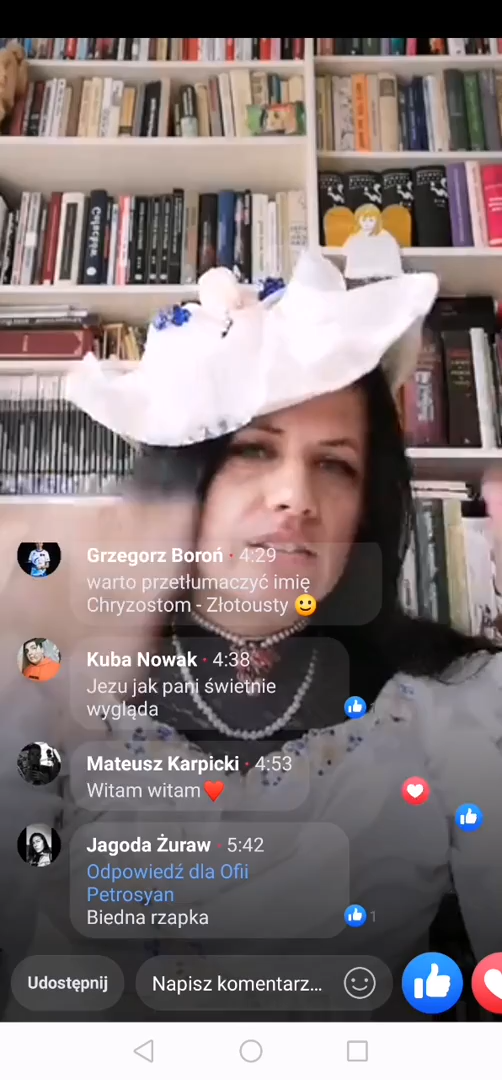 Grzegorz Boroń · 4:29
warto przetłumaczyć imię
Chryzostom - Złotousty 🙂
Kuba Nowak · 4:38
Jezu jak pani świetnie
wygląda
Mateusz Karpicki · 4:53
Witam witam♥️
Jagoda Żuraw · 5:42
Odpowiedź dla Ofii
Petrosyan
Biedna rzapka
1
Udostępnij
Napisz komentarz...